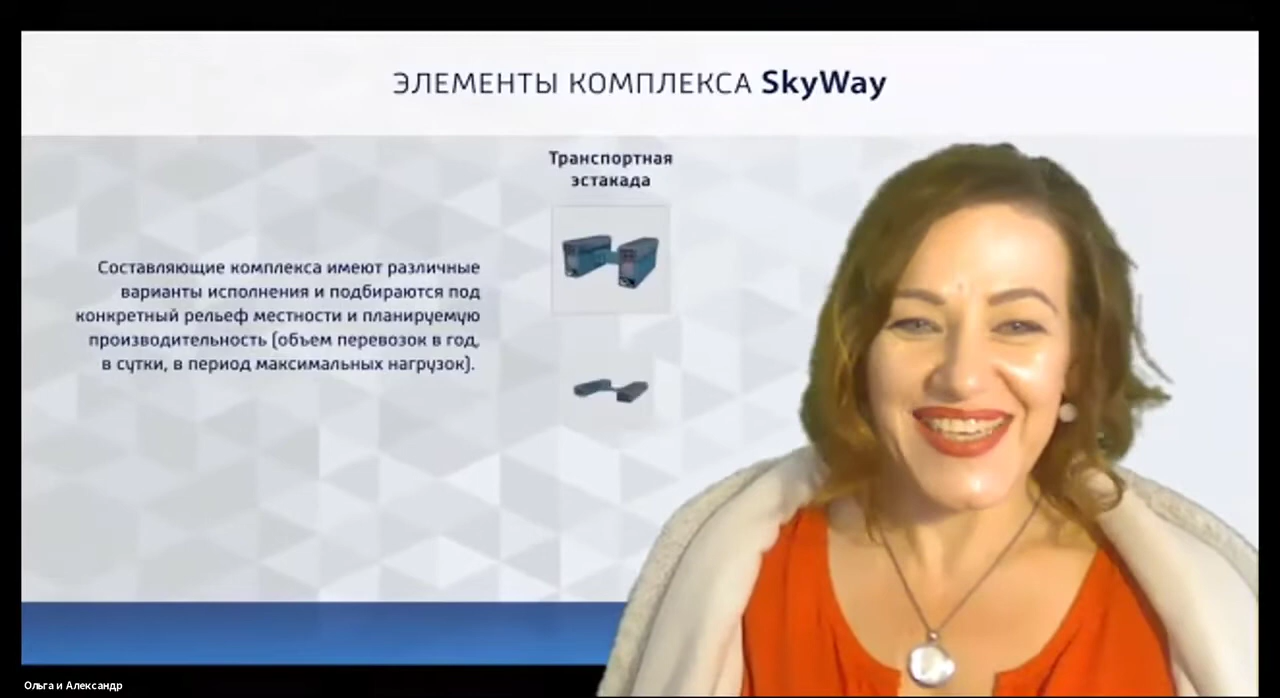 ЭЛЕМЕНТЫ КОМПЛЕКСА SkyWay
Транспортная
эстакада
Составляющие комплекса имеют различные
варианты исполнения и подбираются под
конкретный рельеф местности и планируемую
производительность (объем перевозок в год,
в сутки, в период максимальных нагрузок).
Ольга и Александр